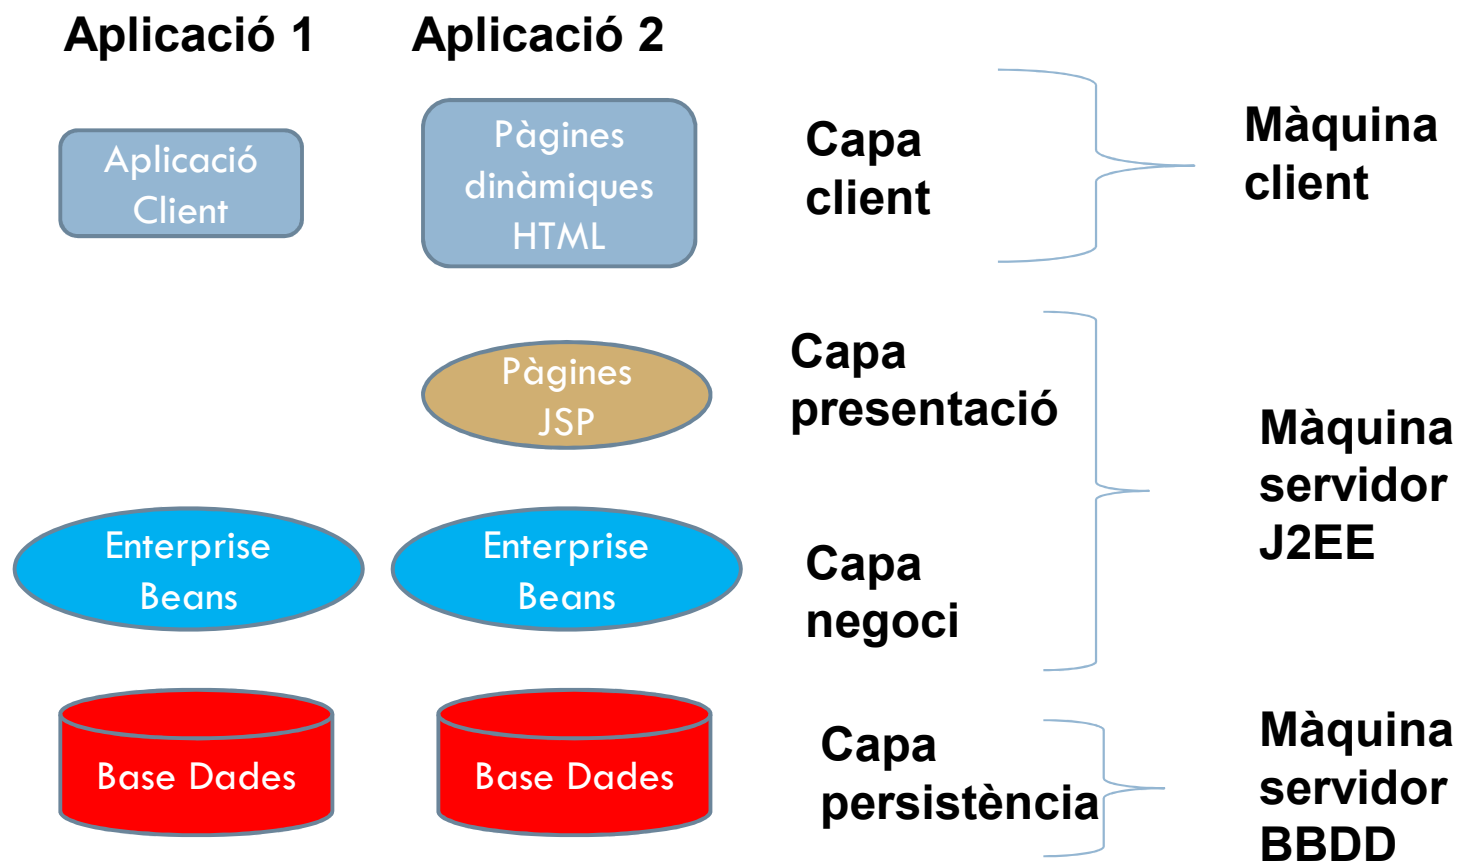 Aplicació 1
Aplicació 2
Aplicació
Client
Pàgines
dinàmiques
HTML
Capa
client
Màquina
client
Pàgines
JSP
Capa
presentació
Màquina
servidor
J2EE
Enterprise
Beans
Enterprise
Beans
Capa
negoci
Base Dades
Base Dades
Capa
persistència
Màquina
servidor
BBDD